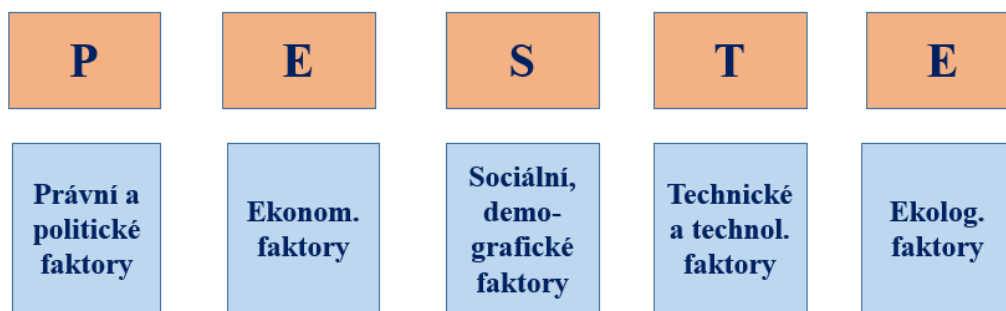 P E S T E
Právní a
politické
faktory
Ekonom.
faktory
Sociální,
demo-
grafické
faktory
Technické
a technol.
faktory
Ekolog.
faktory